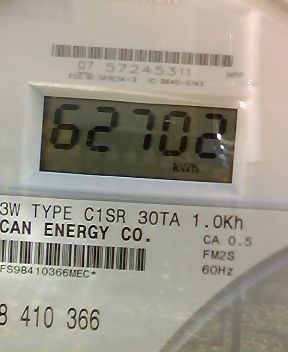 07 57245311
62702
kWh
3W TYPE C1SR 30TA 1.0Kh
CAN ENERGY CO.
CA 0.5
FM2S
60Hz
FS98410366MEC*
8 410 366